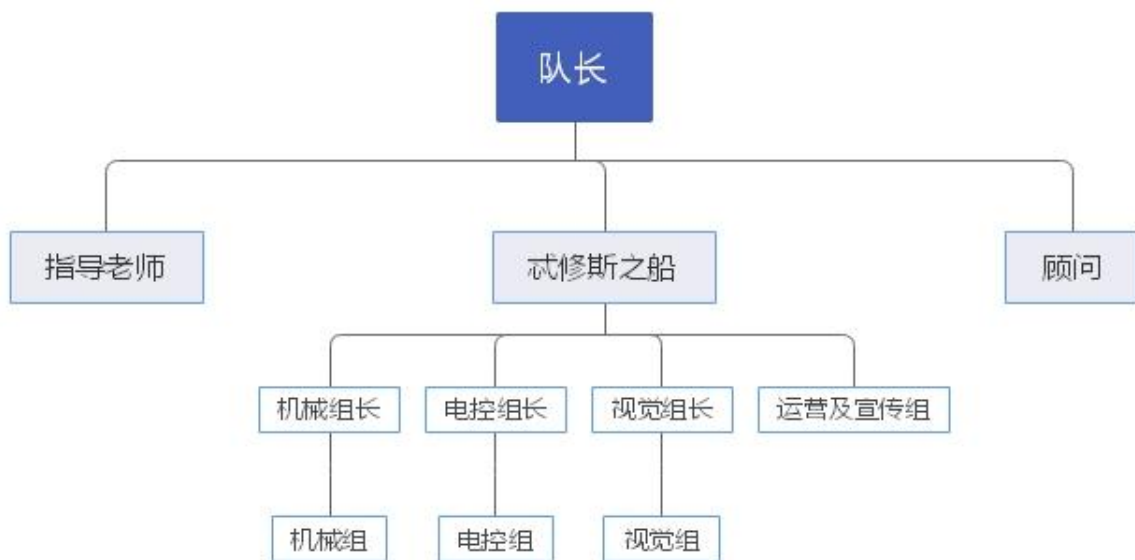 队长
指导老师
忒修斯之船
顾问
机械组长
电控组长
视觉组长
运营及宣传组
机械组
电控组
视觉组